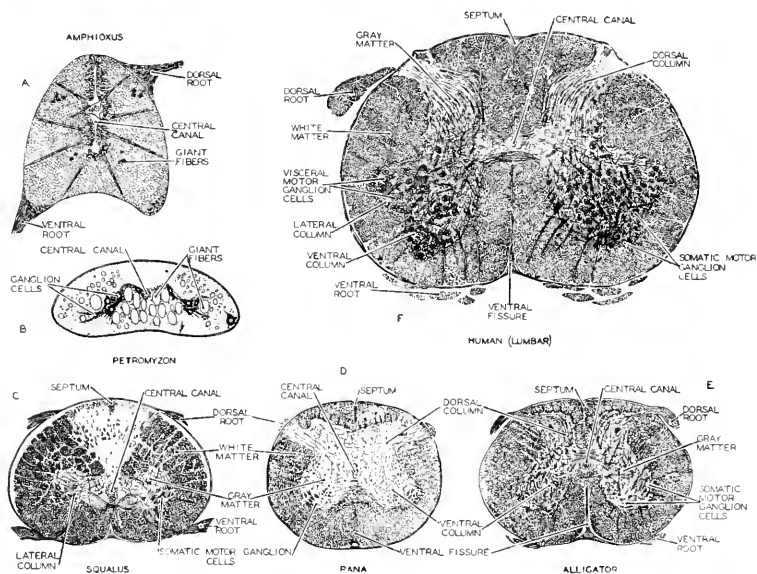 AMPHIOXUS
A
DORSAL
ROOT
CENTRAL
CANAL
GIANT
FIBERS
VENTRAL
ROOT
CENTRAL CANAL
GIANT
FIBERS
GANGLION
CELLS
B
PETROMYZON
SEPTUM
CENTRAL CANAL
GRAY
MATTER
DORSAL
COLUMN
DORSAL
ROOT
WHITE
MATTER
VISCERAL
MOTOR
GANGLION
CELLS
LATERAL
COLUMN
VENTRAL
COLUMN
VENTRAL
ROOT
SOMATIC MOTOR
GANGLION
CELLS
VENTRAL
FISSURE
F
HUMAN (LUMBAR)
C
SEPTUM
CENTRAL CANAL
DORSAL
ROOT
WHITE
MATTER
GRAY
MATTER
VENTRAL
ROOT
LATERAL
COLUMN
SOMATIC MOTOR GANGLION
CELLS
SQUALUS
D
CENTRAL
CANAL
SEPTUM
DORSAL
COLUMN
VENTRAL
COLUMN
VENTRAL FISSURE
RANA
E
SEPTUM
CENTRAL CANAL
DORSAL
ROOT
GRAY
MATTER
SOMATIC
MOTOR
GANGLION
CELLS
VENTRAL
ROOT
ALLIGATOR